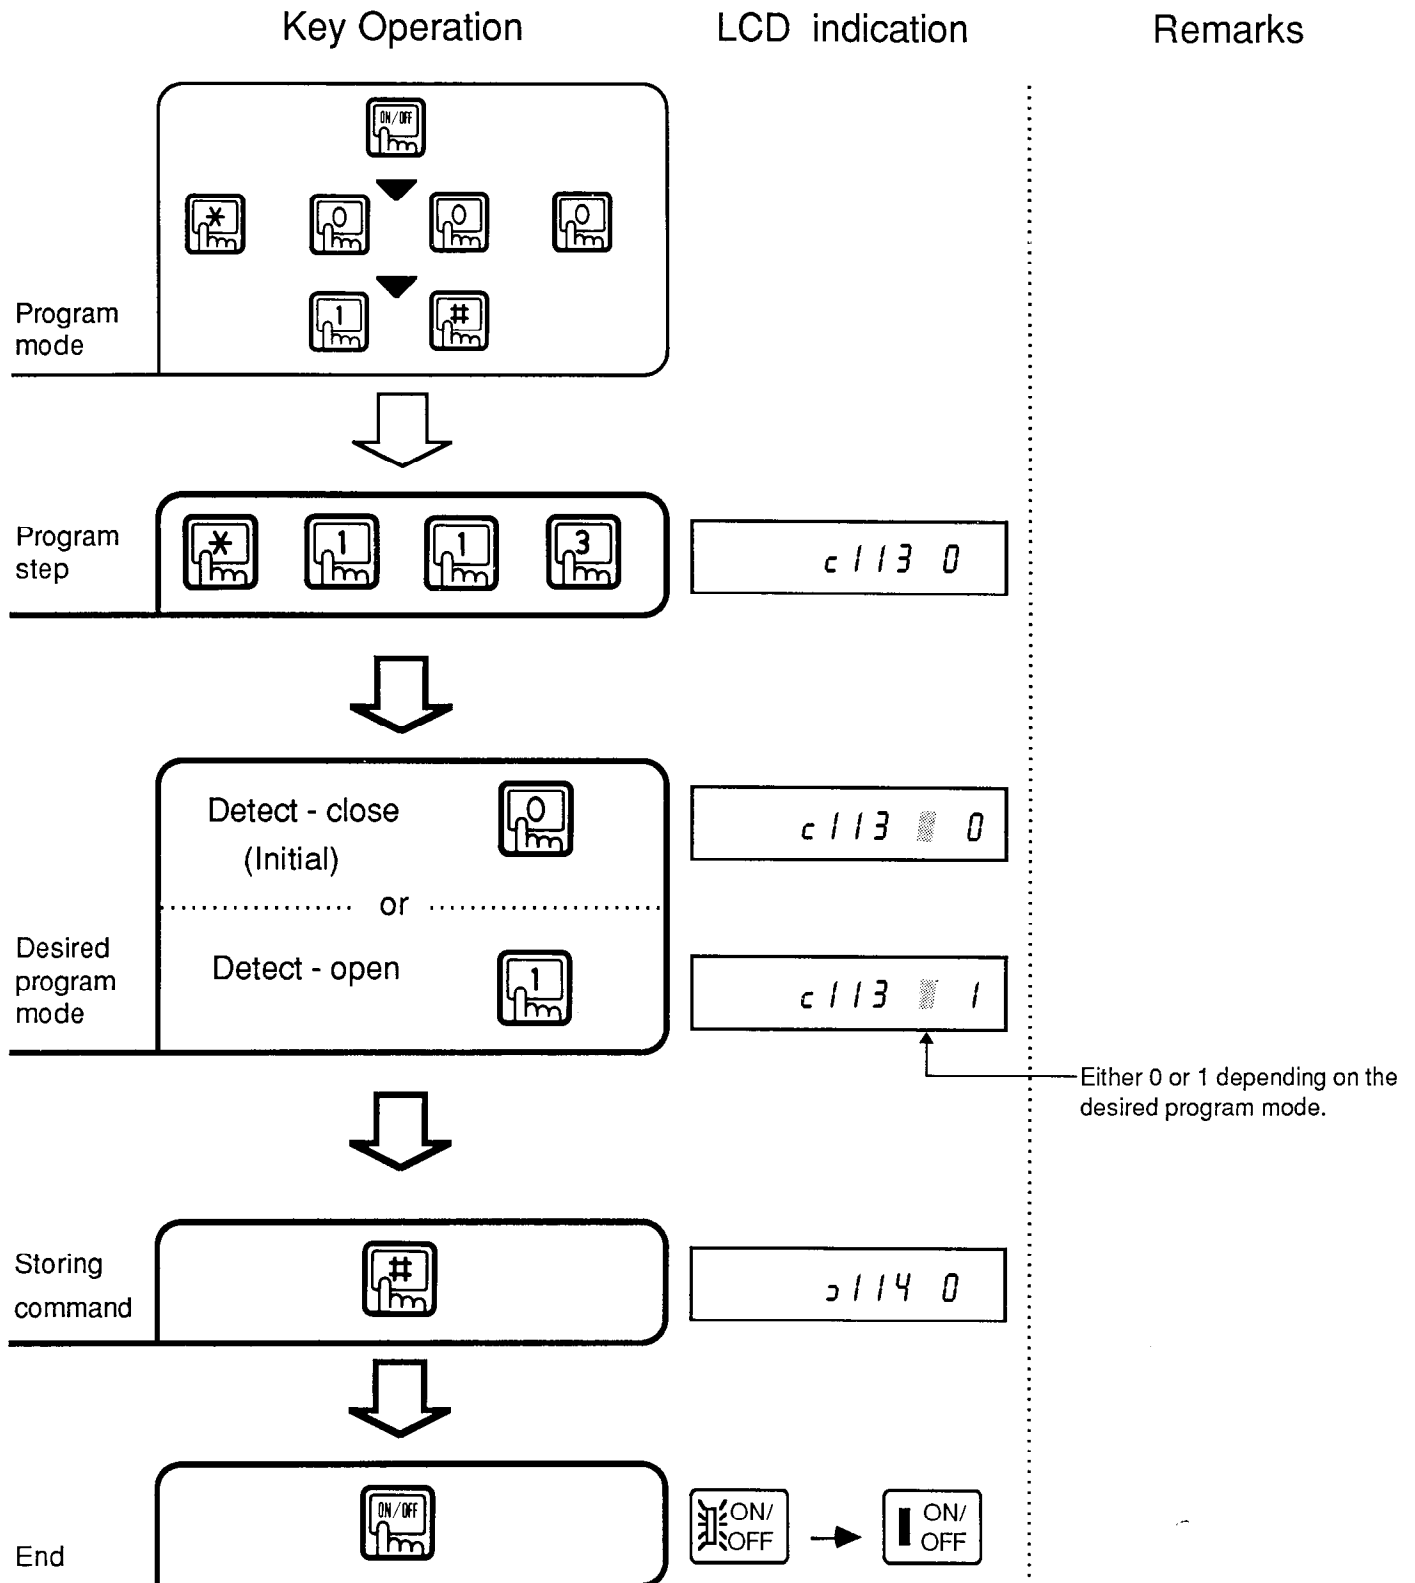 Key Operation LCD indication Remarks
ON/OFF
* 0 0 0
1 #
Program
mode
Program
step
* 1 1 3
c113 0
Detect - close
(Initial)
0
c113 0
or
Desired
program
mode
Detect - open
1
c113 1
Either 0 or 1 depending on the
desired program mode.
Storing
command
#
ɔ114 0
End
ON/OFF
ON/
OFF
ON/
OFF